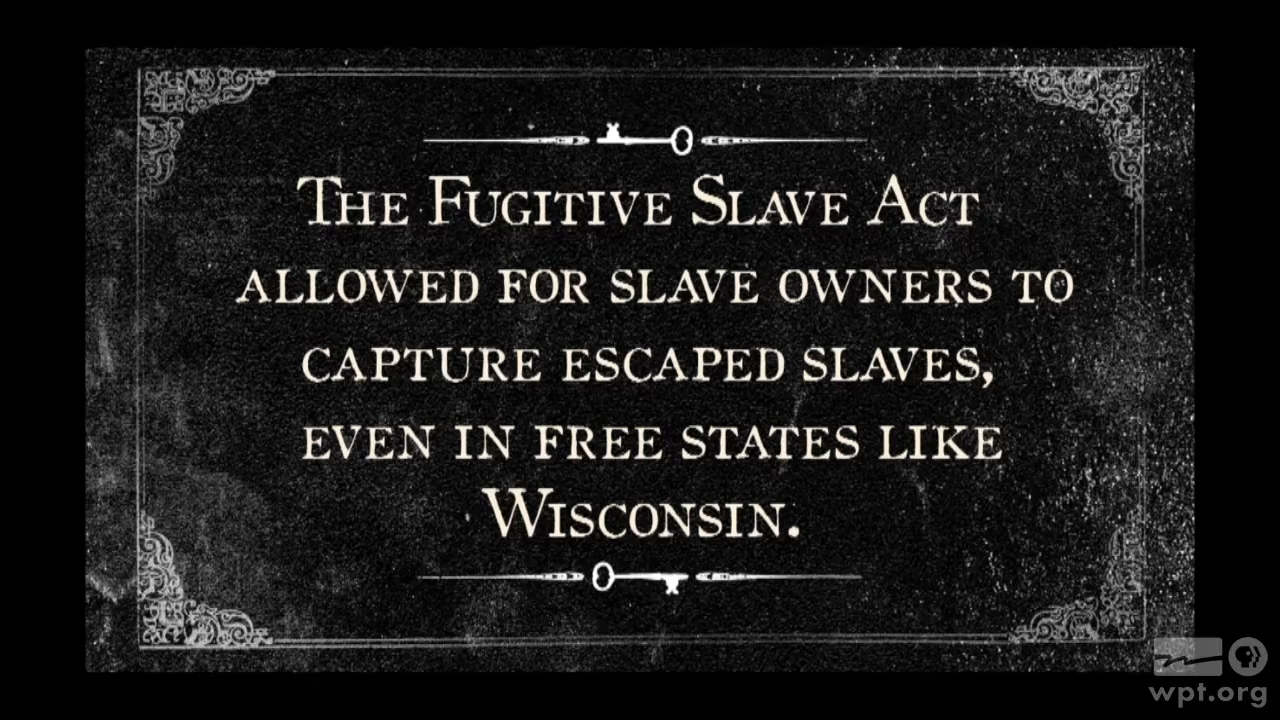 The Fugitive Slave Act
allowed for slave owners to
capture escaped slaves,
even in free states like
Wisconsin.
wpt.org